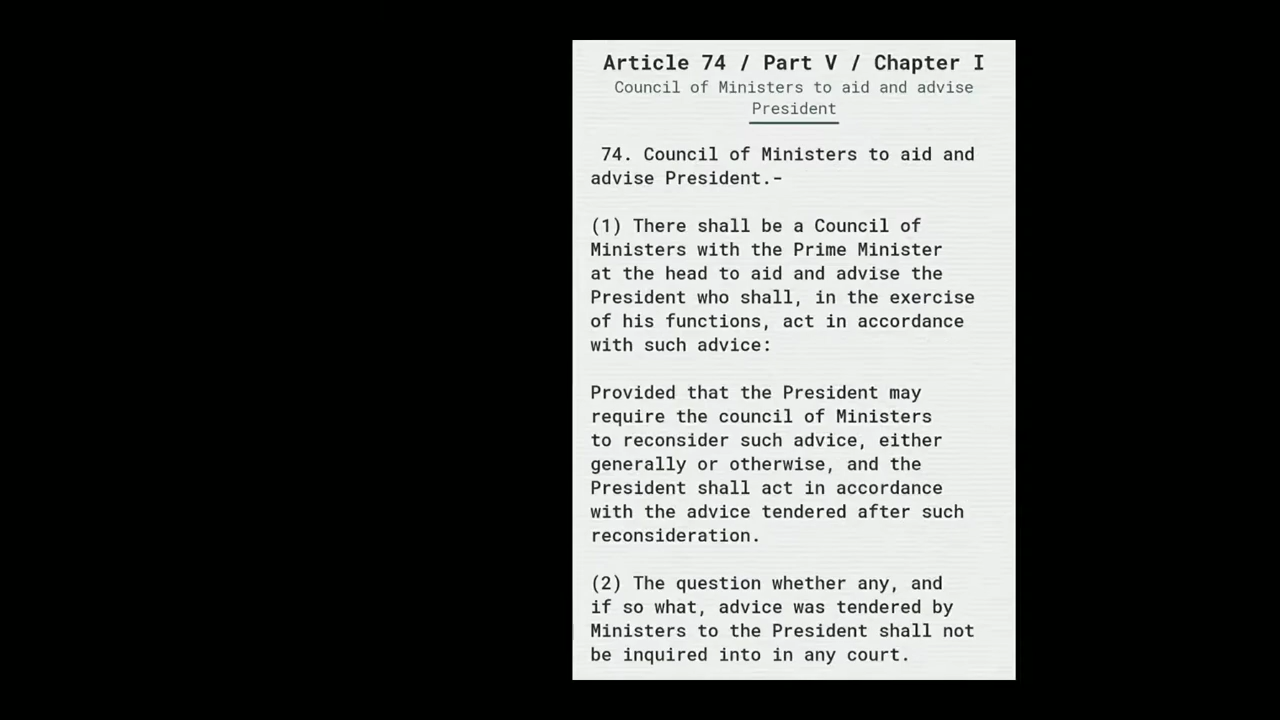 Article 74 / Part V / Chapter I
Council of Ministers to aid and advise
President
74. Council of Ministers to aid and
advise President.-
(1) There shall be a Council of
Ministers with the Prime Minister
at the head to aid and advise the
President who shall, in the exercise
of his functions, act in accordance
with such advice:
Provided that the President may
require the council of Ministers
to reconsider such advice, either
generally or otherwise, and the
President shall act in accordance
with the advice tendered after such
reconsideration.
(2) The question whether any, and
if so what, advice was tendered by
Ministers to the President shall not
be inquired into in any court.